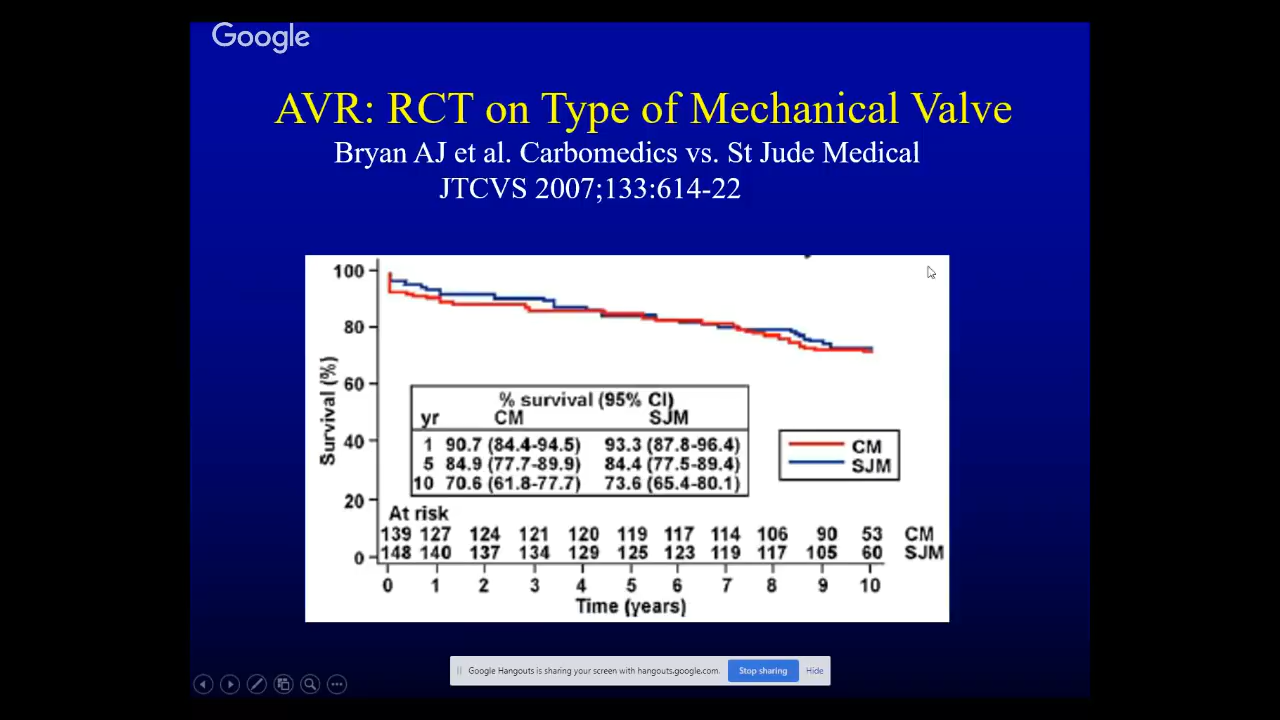 Google
AVR: RCT on Type of Mechanical Valve
Bryan AJ et al. Carbomedics vs. St Jude Medical
JTCVS 2007;133:614-22
100
80
60
40
20
0
Survival (%)
% survival (95% CI)
yr CM SJM
1 90.7 (84.4-94.5) 93.3 (87.8-96.4)
5 84.9 (77.7-89.9) 84.4 (77.5-89.4)
10 70.6 (61.8-77.7) 73.6 (65.4-80.1)
CM
SJM
At risk
139 127 124 121 120 119 117 114 106 90 53 CM
148 140 137 134 129 125 123 119 117 105 60 SJM
0 1 2 3 4 5 6 7 8 9 10
Time (years)
Google Hangouts is sharing your screen with hangouts.google.com. Stop sharing Hide